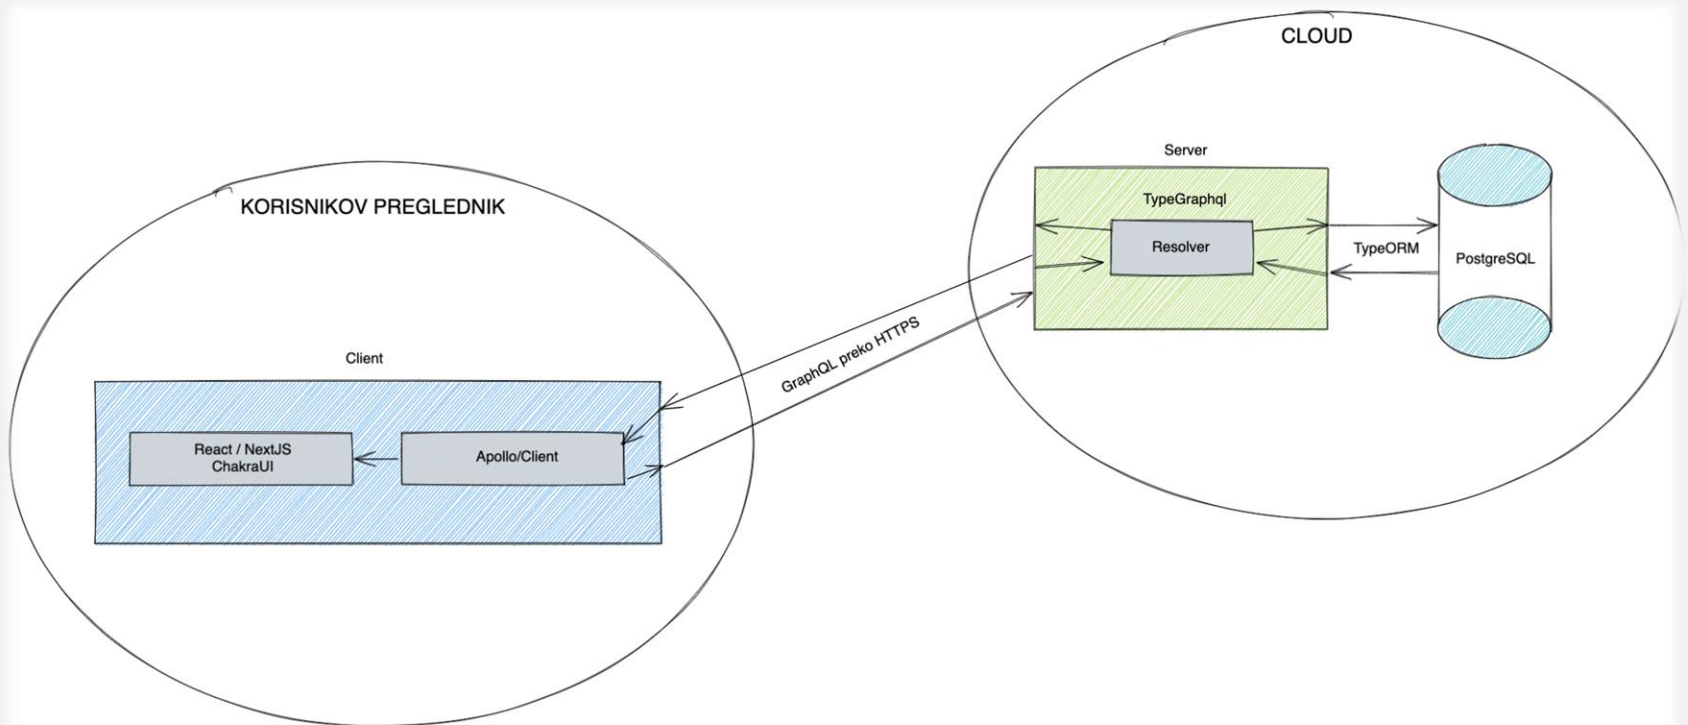 CLOUD
Server
TypeGraphql
Resolver
TypeORM
PostgreSQL
KORISNIKOV PREGLEDNIK
GraphQL preko HTTPS
Client
React / NextJS
ChakraUI
Apollo/Client